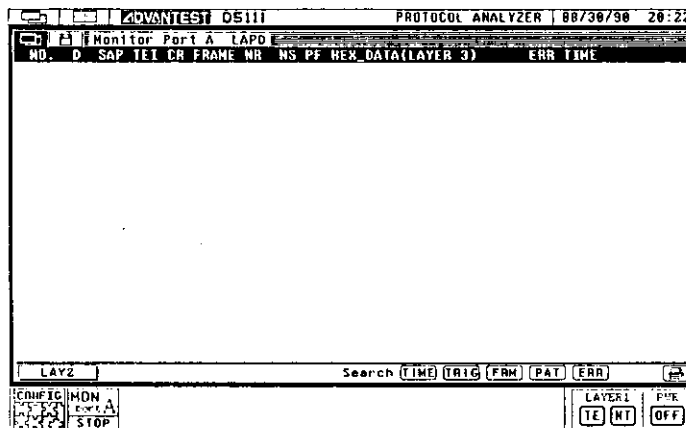 ADVANTEST D5111 PROTOCOL ANALYZER 08/30/90 20:22
Monitor Port A LAPD
NO. D SAP TEI CR FRAME NR NS PF HEX_DATA(LAYER 3) ERR TIME
LAY2 Search TIME TRIG FRM PAT ERR
CONFIG MON LAYER1 PWR
Port A
STOP TE NT OFF